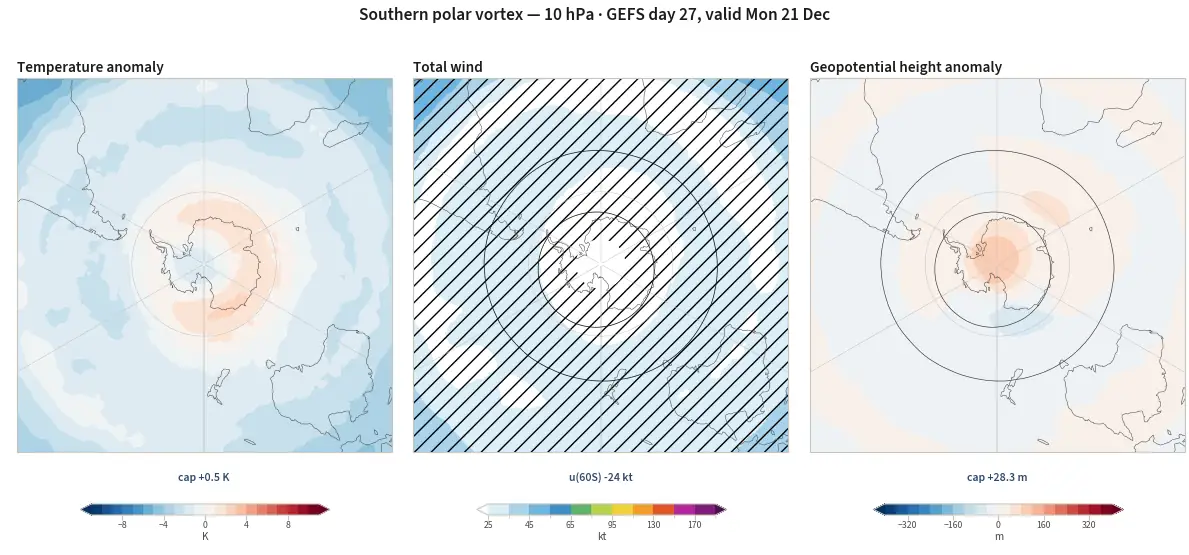 Southern polar vortex — 10 hPa · GEFS day 27, valid Mon 21 Dec
Temperature anomaly
Total wind
Geopotential height anomaly
cap +0.5 K
u(60S) -24 kt
cap +28.3 m
−8 −4 0 4 8
K
25 45 65 95 130 170
kt
−320 −160 0 160 320
m